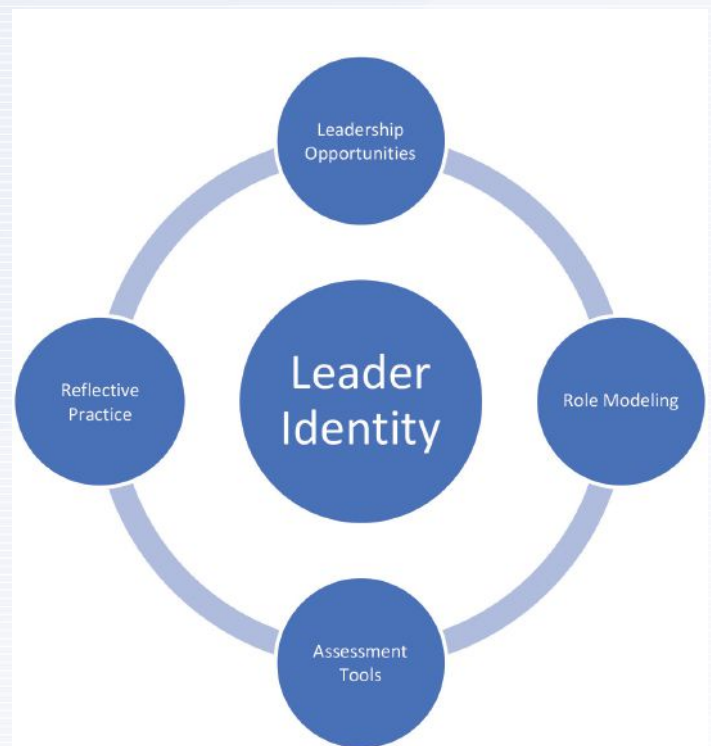 Leadership
Opportunities
Reflective
Practice
Leader
Identity
Role Modeling
Assessment
Tools